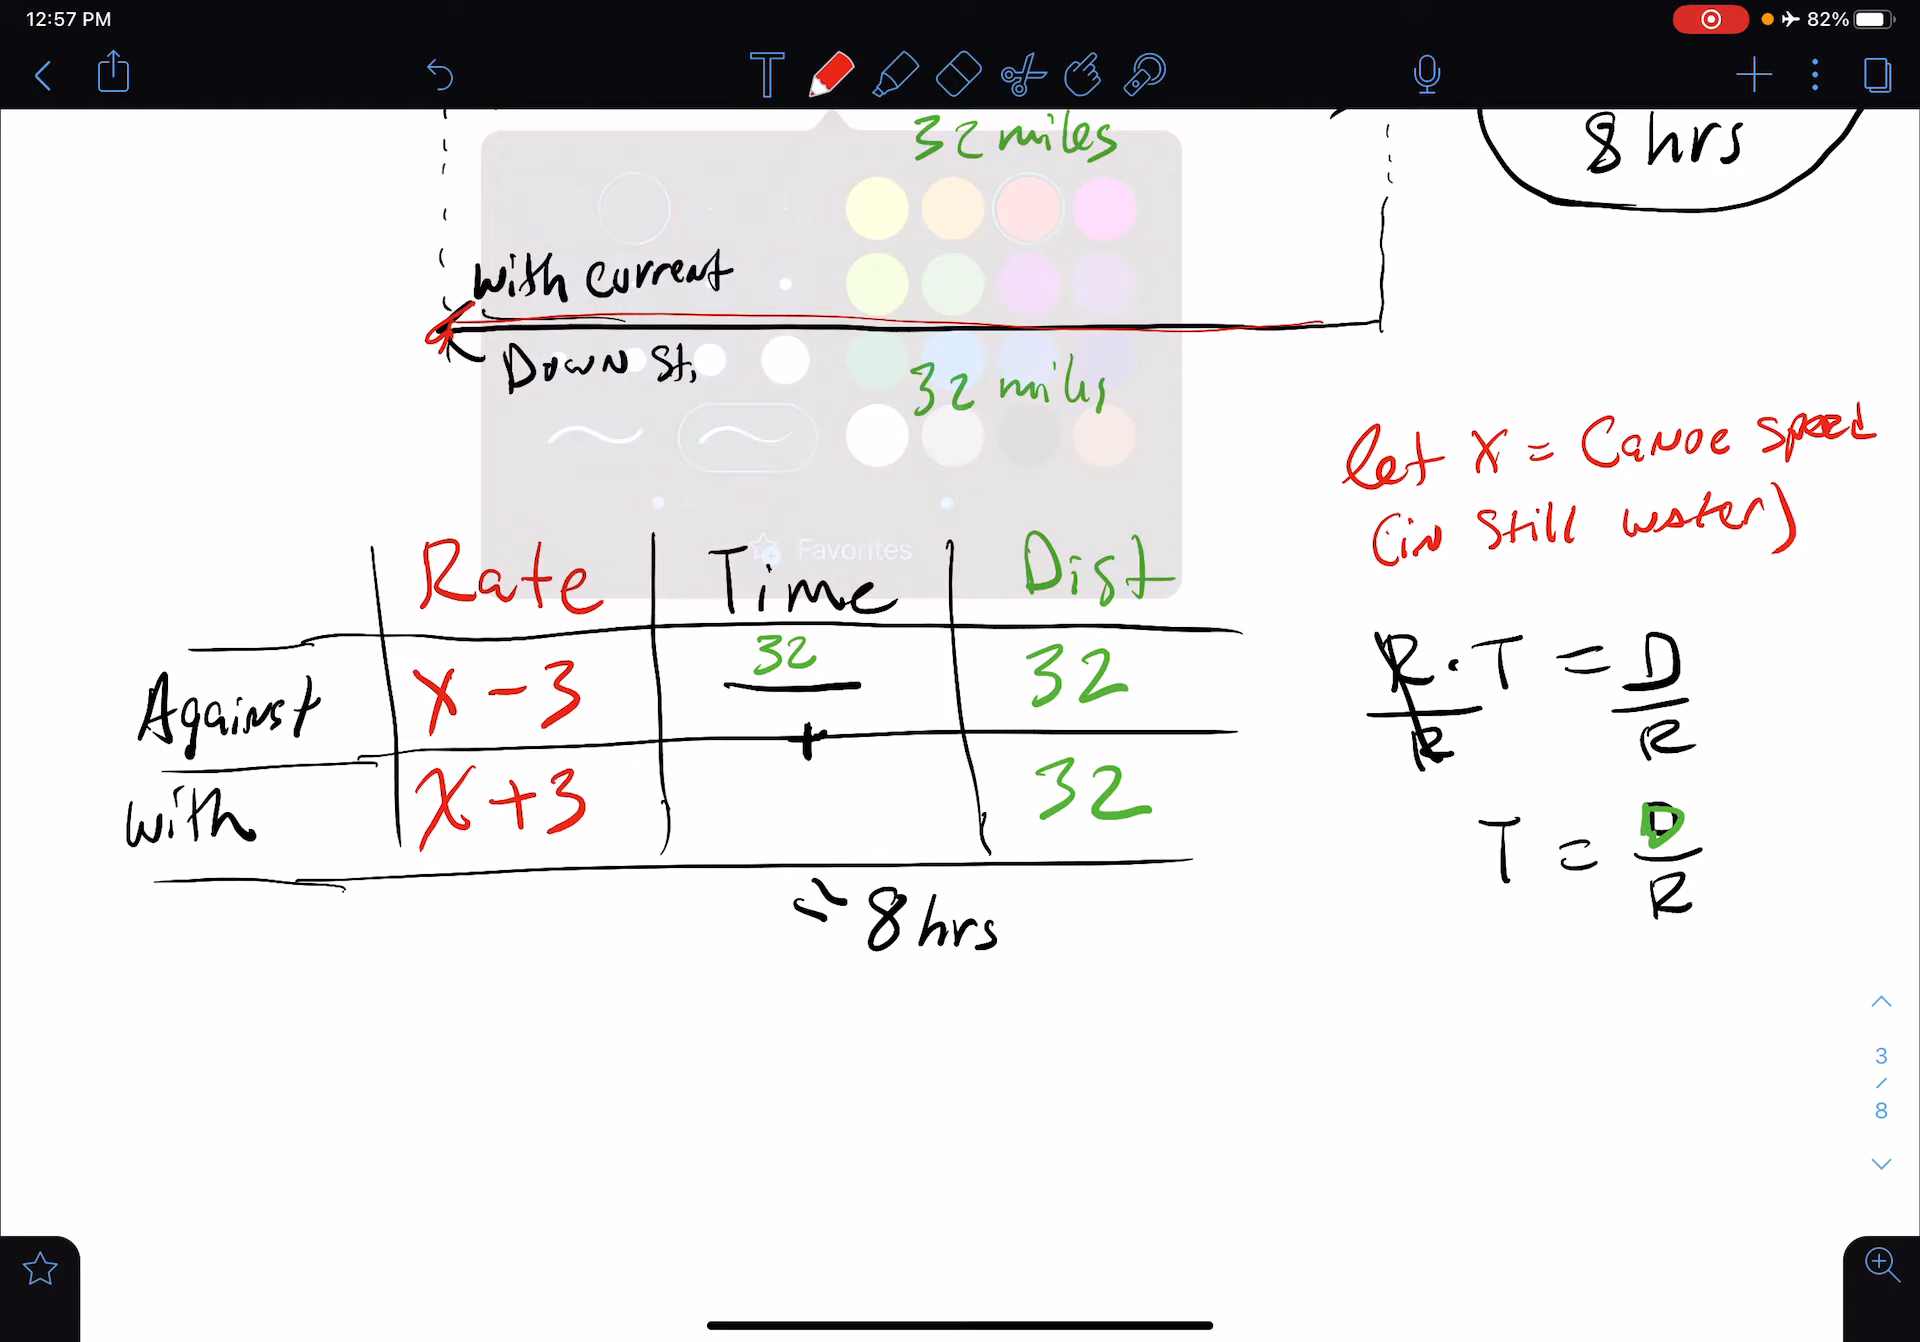 12:57 PM
82%
32 miles
8 hrs
With Current
Down St.
32 miles
let x = Canoe speed
(in Still water)
Favorites
Rate Time Dist
Against x - 3 32 32
+
With x + 3 32
= 8 hrs
R · T = D
R R
T = D
R
3
/
8